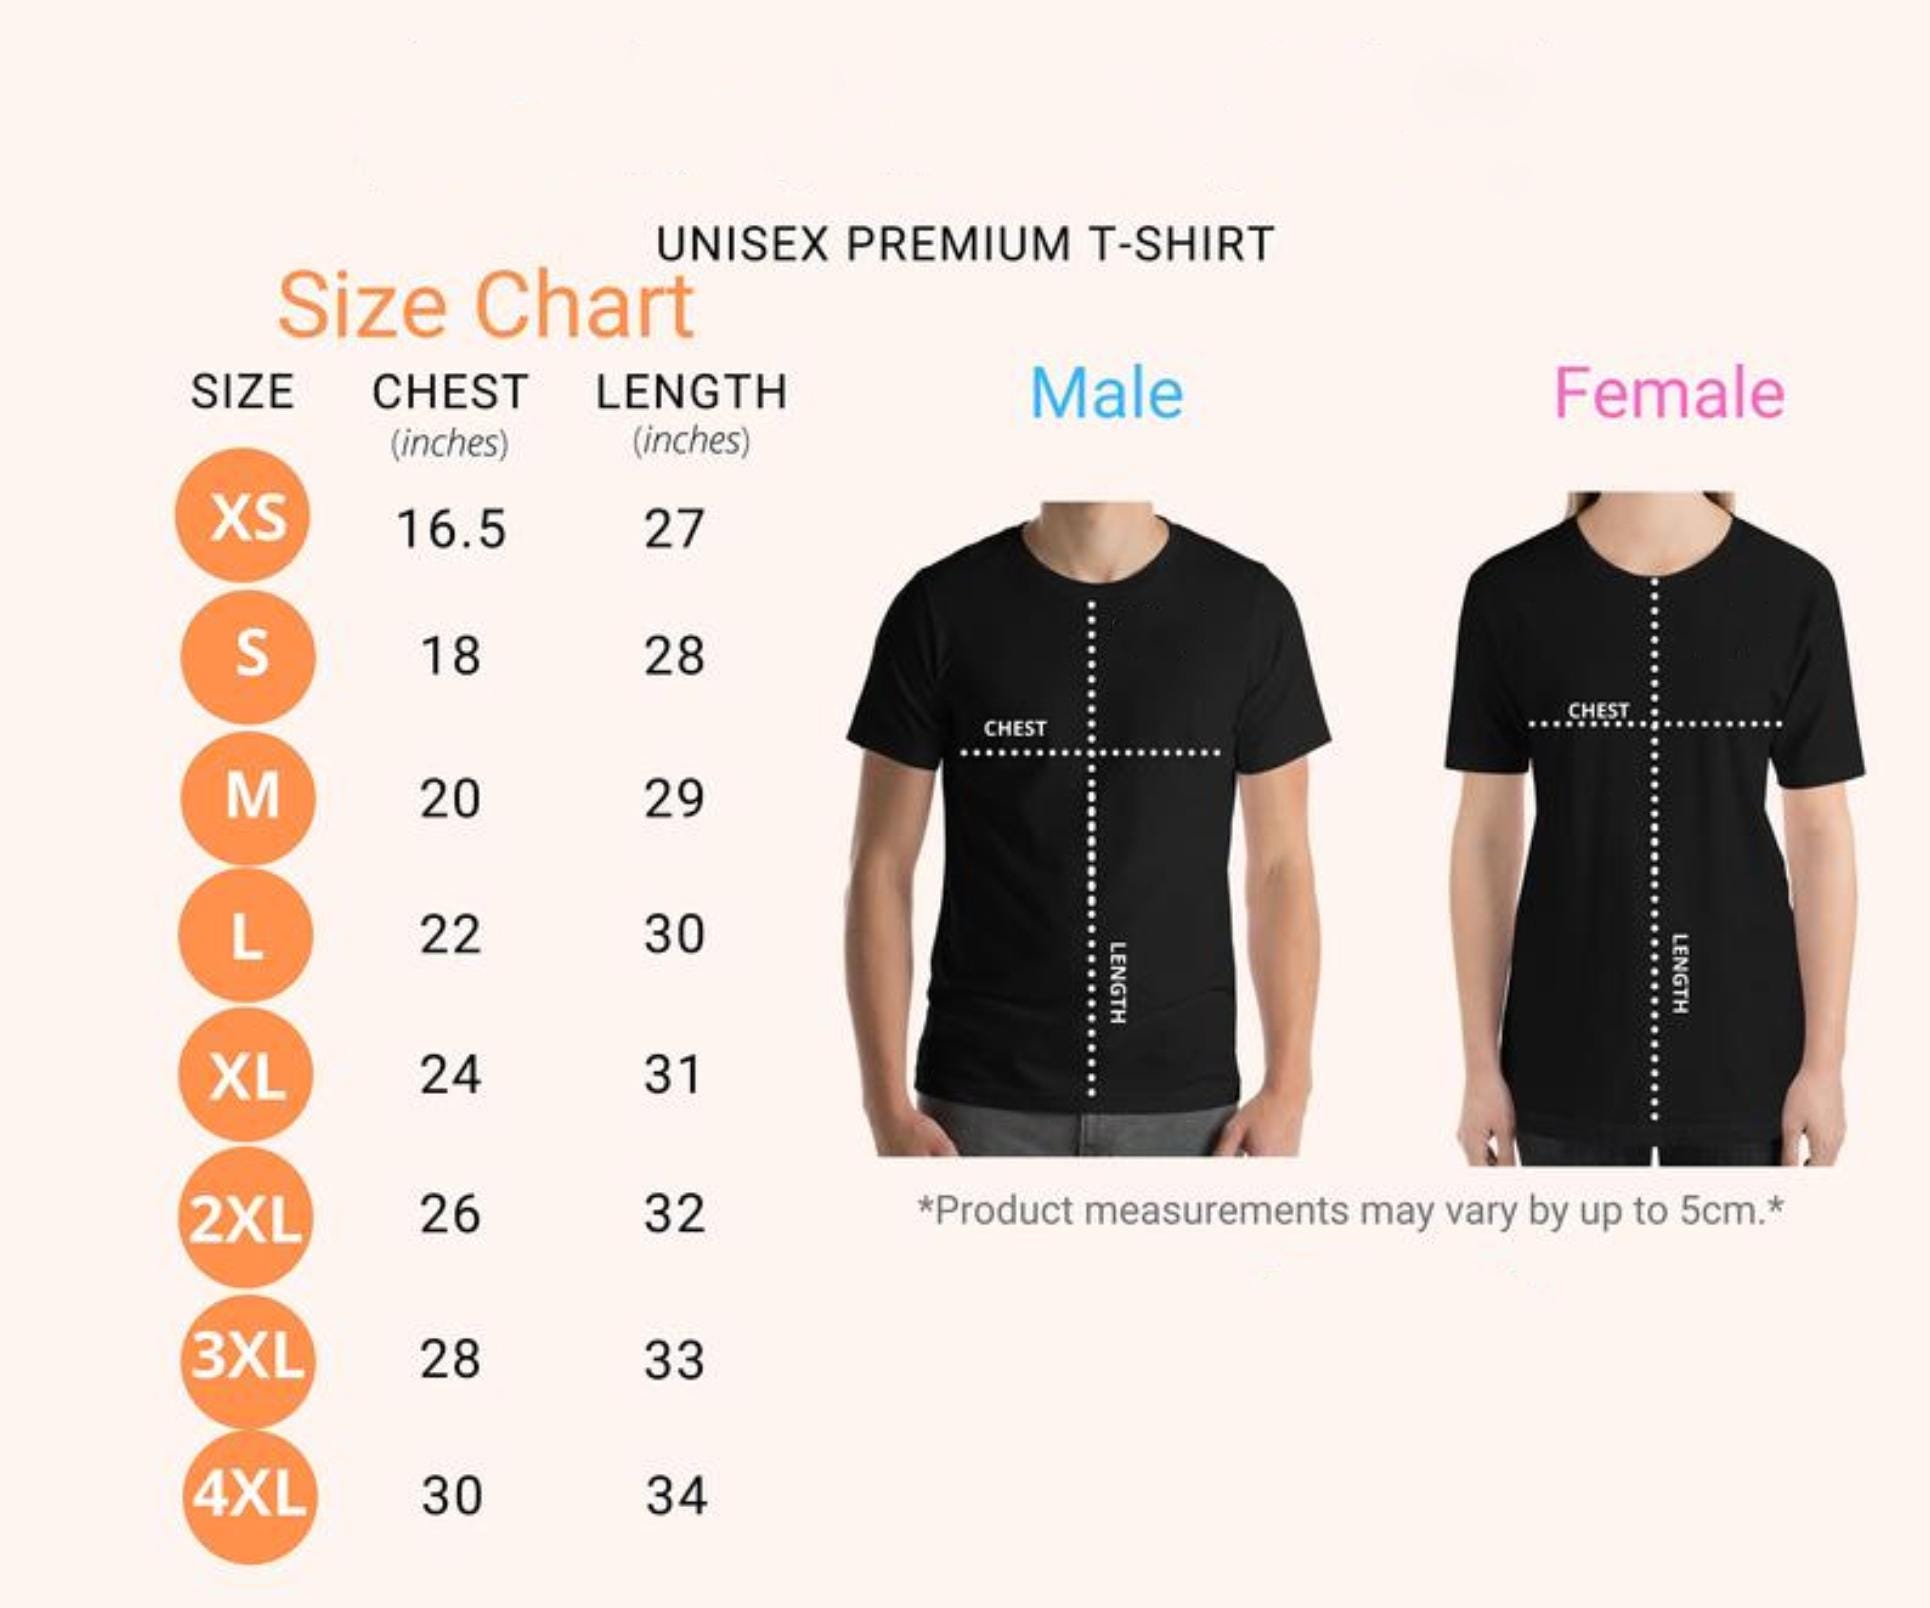 UNISEX PREMIUM T-SHIRT
Size Chart
SIZE CHEST LENGTH
(inches) (inches)
XS 16.5 27
S 18 28
M 20 29
L 22 30
XL 24 31
2XL 26 32
3XL 28 33
4XL 30 34
Male
CHEST
LENGTH
Female
CHEST
LENGTH
*Product measurements may vary by up to 5cm.*